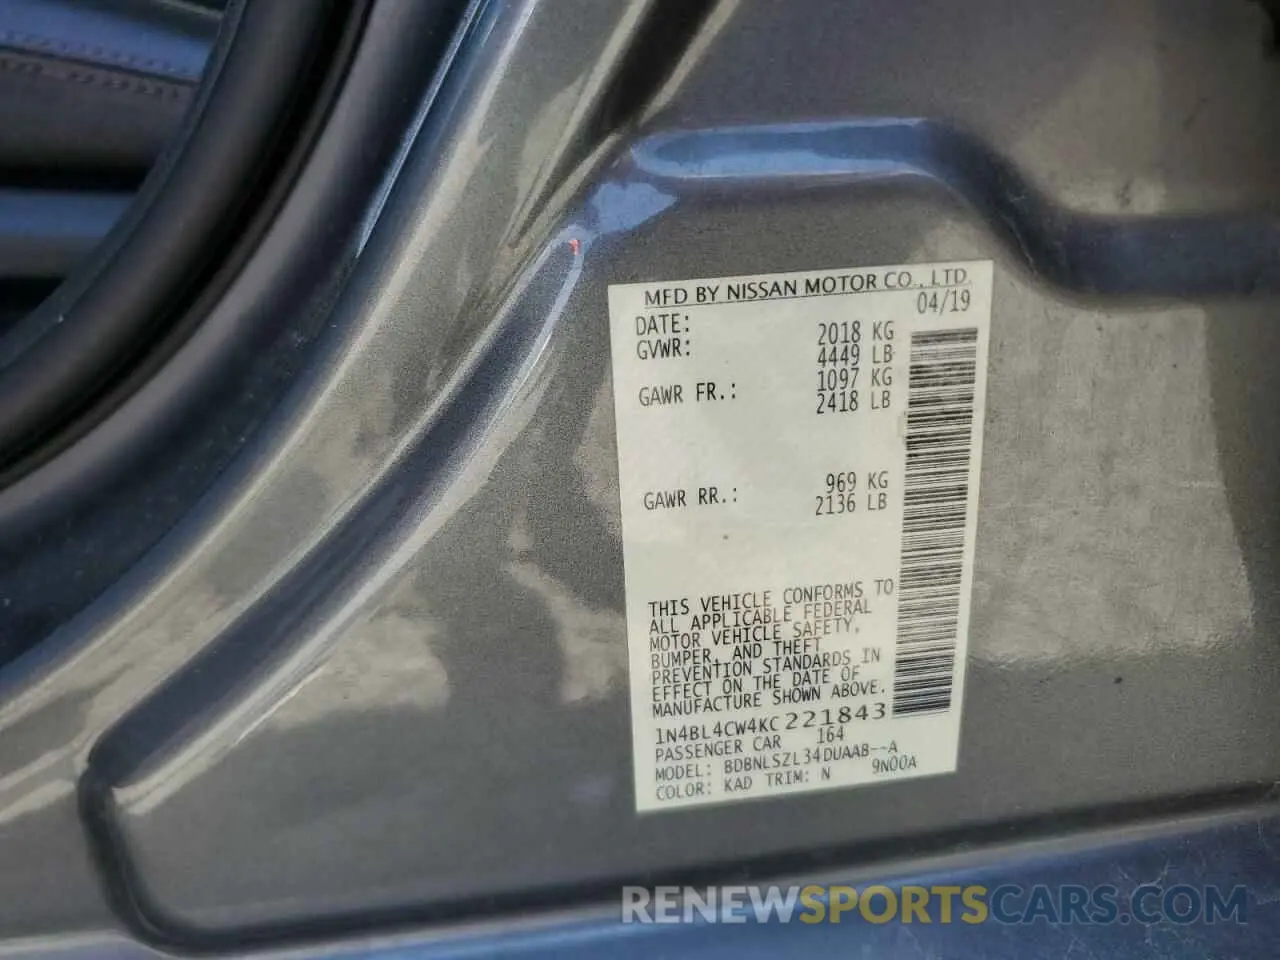 MFD BY NISSAN MOTOR CO., LTD.
DATE: 04/19
GVWR: 2018 KG
4449 LB
GAWR FR.: 1097 KG
2418 LB
GAWR RR.: 969 KG
2136 LB
THIS VEHICLE CONFORMS TO
ALL APPLICABLE FEDERAL
MOTOR VEHICLE SAFETY,
BUMPER, AND THEFT
PREVENTION STANDARDS IN
EFFECT ON THE DATE OF
MANUFACTURE SHOWN ABOVE.
1N4BL4CW4KC221843
PASSENGER CAR 164
MODEL: BDBNLSZL34DUAAB--A
COLOR: KAD TRIM: N 9N00A
RENEWSPORTSCARS.COM